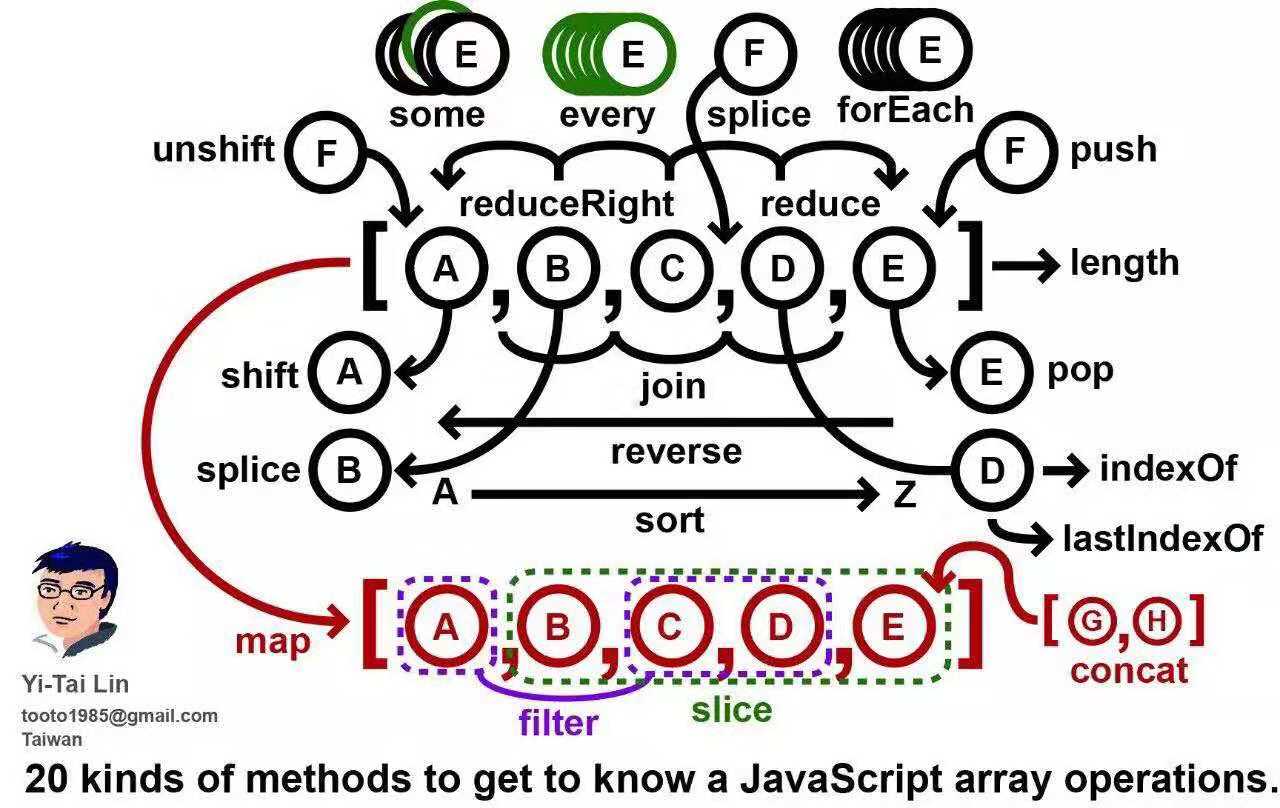 E
E
F
E
some
every
splice
forEach
unshift
F
F
push
reduceRight
reduce
[ A , B , C , D , E ]
length
shift
A
join
E
pop
reverse
splice
B
D
indexOf
A
Z
sort
lastIndexOf
map
[ A , B , C , D , E ]
[ G , H ]
concat
filter
slice
Yi-Tai Lin
tooto1985@gmail.com
Taiwan
20 kinds of methods to get to know a JavaScript array operations.